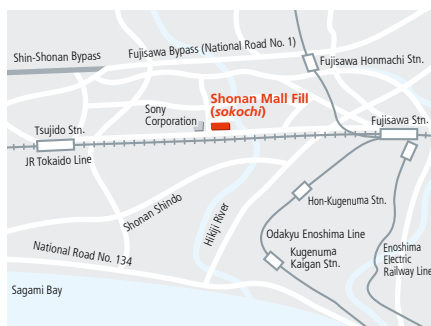 Shin-Shonan Bypass
Fujisawa Bypass (National Road No. 1)
Fujisawa Honmachi Stn.
Shonan Mall Fill
(sokochi)
Sony
Corporation
Tsujido Stn.
Fujisawa Stn.
JR Tokaido Line
Shonan Shindo
Hikiji River
Hon-Kugenuma Stn.
Odakyu Enoshima Line
Kugenuma
Kaigan Stn.
Enoshima
Electric
Railway Line
National Road No. 134
Sagami Bay